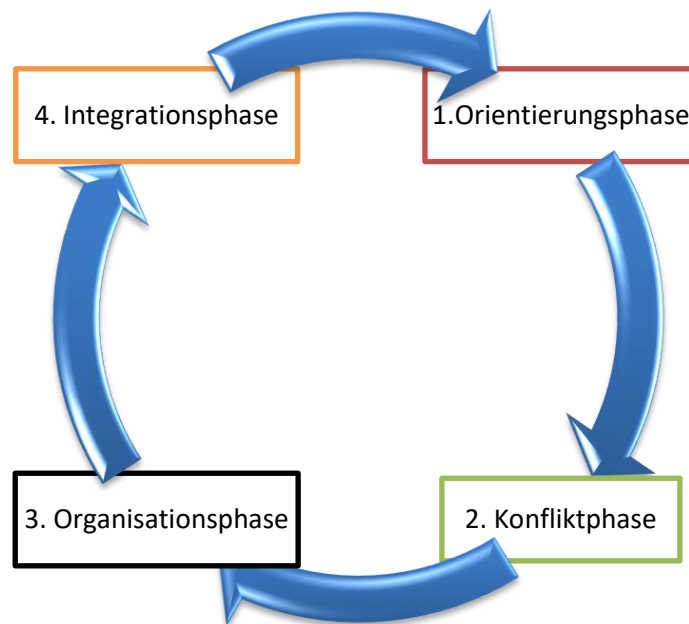 4. Integrationsphase
1.Orientierungsphase
3. Organisationsphase
2. Konfliktphase